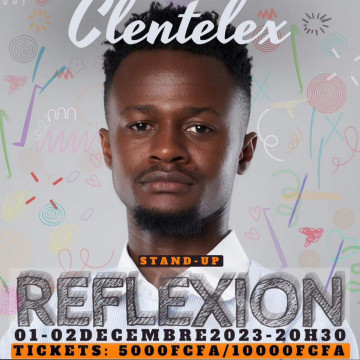 Clentelex
STAND-UP
REFLEXION
01-02DECEMBRE2023-20H30
TICKETS: 5000FCFA/10000FCFA